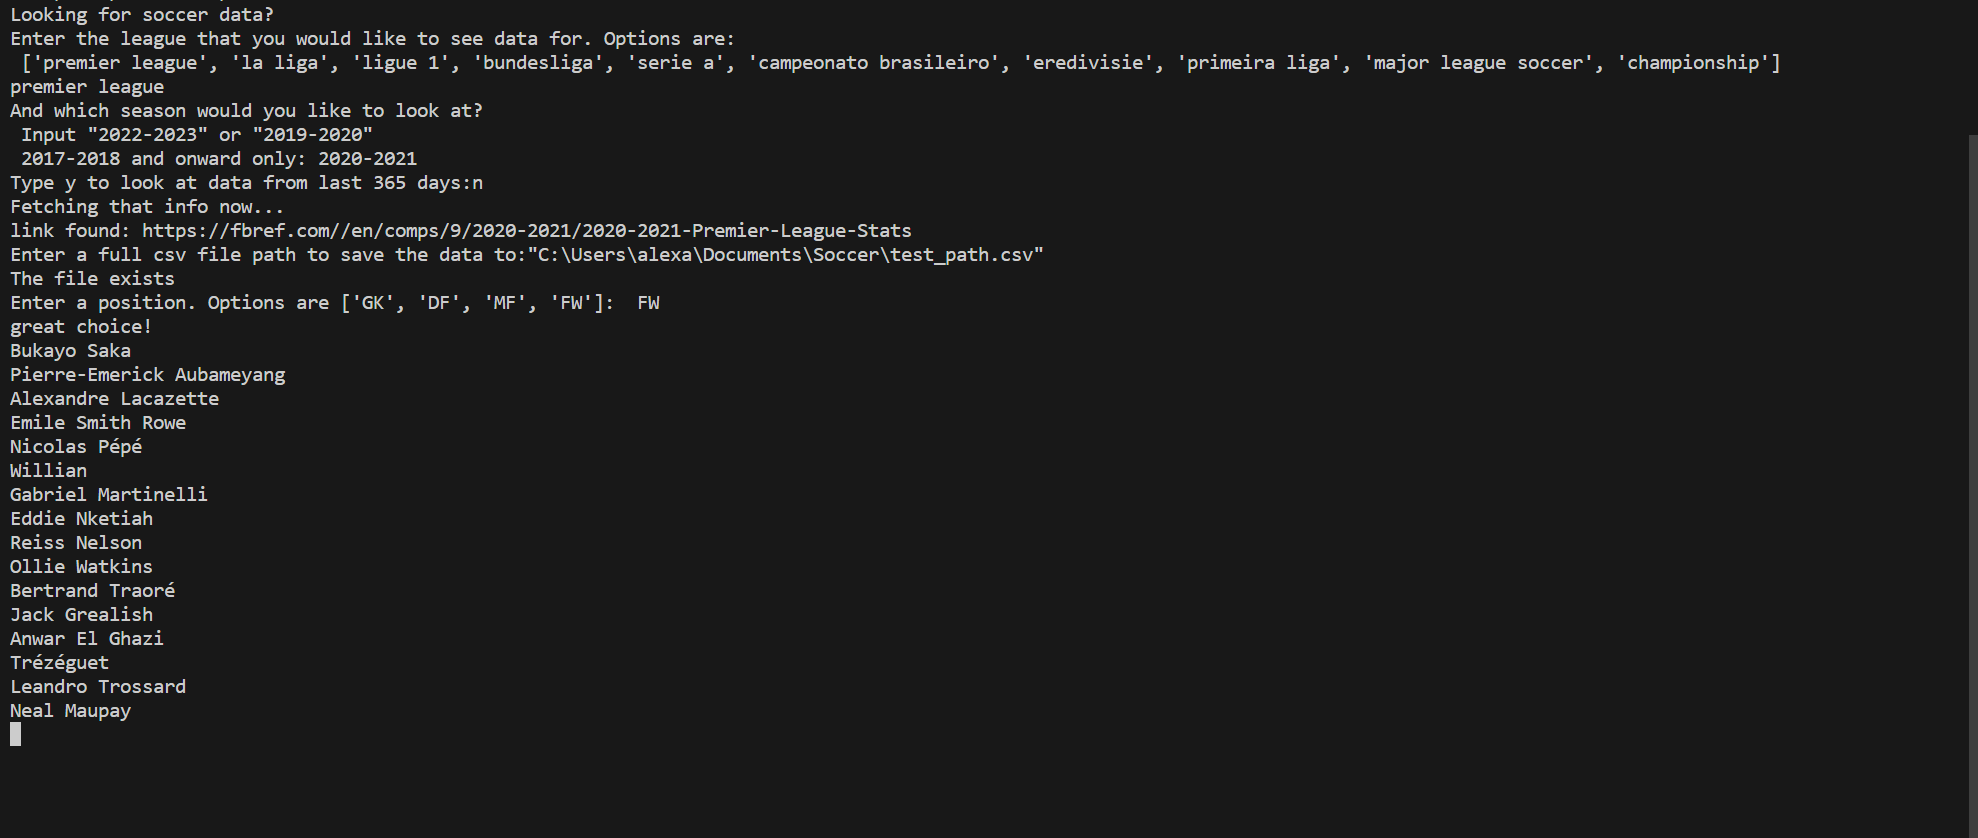 Looking for soccer data?
Enter the league that you would like to see data for. Options are:
 ['premier league', 'la liga', 'ligue 1', 'bundesliga', 'serie a', 'campeonato brasileiro', 'eredivisie', 'primeira liga', 'major league soccer', 'championship']
premier league
And which season would you like to look at?
 Input "2022-2023" or "2019-2020"
 2017-2018 and onward only: 2020-2021
Type y to look at data from last 365 days:n
Fetching that info now...
link found: https://fbref.com//en/comps/9/2020-2021/2020-2021-Premier-League-Stats
Enter a full csv file path to save the data to:"C:\Users\alexa\Documents\Soccer\test_path.csv"
The file exists
Enter a position. Options are ['GK', 'DF', 'MF', 'FW']:  FW
great choice!
Bukayo Saka
Pierre-Emerick Aubameyang
Alexandre Lacazette
Emile Smith Rowe
Nicolas Pépé
Willian
Gabriel Martinelli
Eddie Nketiah
Reiss Nelson
Ollie Watkins
Bertrand Traoré
Jack Grealish
Anwar El Ghazi
Trézéguet
Leandro Trossard
Neal Maupay